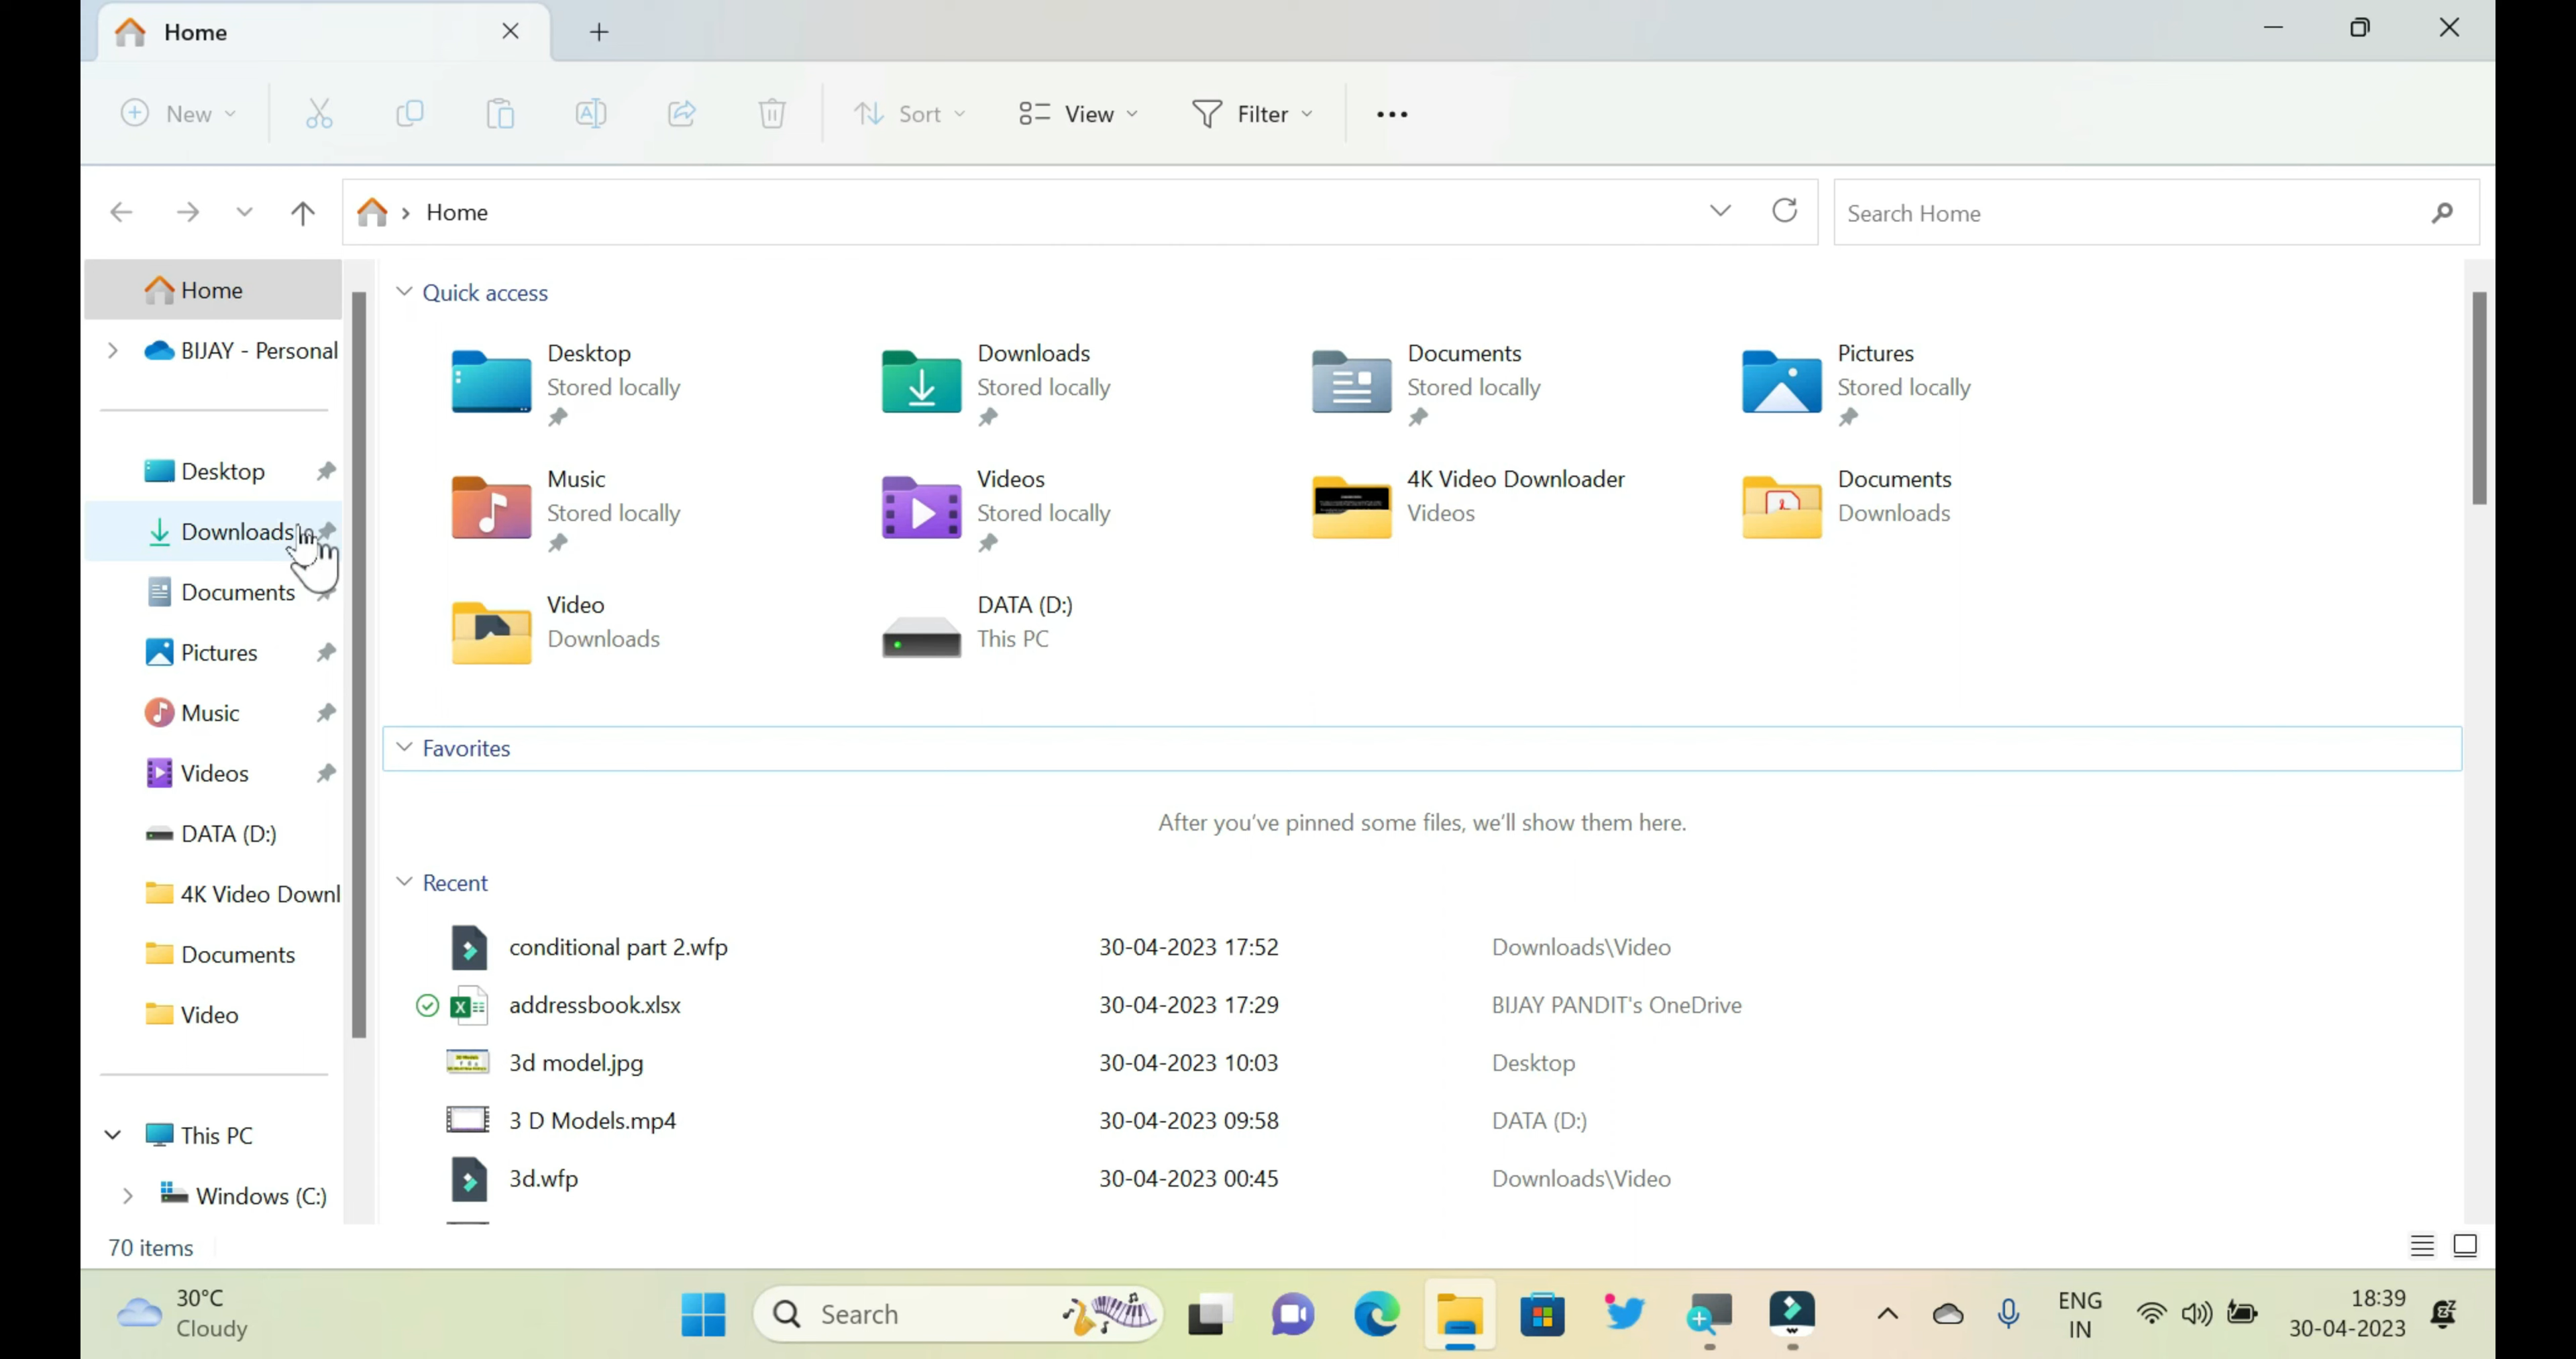 Home
New
Sort
View
Filter
Home
Search Home
Home
BIJAY - Personal
Desktop
Downloads
Documents
Pictures
Music
Videos
DATA (D:)
4K Video Downl
Documents
Video
This PC
Windows (C:)
Quick access
Desktop
Stored locally
Downloads
Stored locally
Documents
Stored locally
Pictures
Stored locally
Music
Stored locally
Videos
Stored locally
4K Video Downloader
Videos
Documents
Downloads
Video
Downloads
DATA (D:)
This PC
Favorites
After you've pinned some files, we'll show them here.
Recent
conditional part 2.wfp 30-04-2023 17:52 Downloads\Video
addressbook.xlsx 30-04-2023 17:29 BIJAY PANDIT's OneDrive
3d model.jpg 30-04-2023 10:03 Desktop
3 D Models.mp4 30-04-2023 09:58 DATA (D:)
3d.wfp 30-04-2023 00:45 Downloads\Video
70 items
30°C
Cloudy
Search
ENG
IN
18:39
30-04-2023